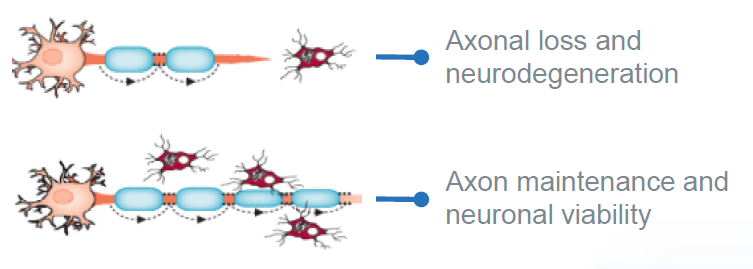 Axonal loss and
neurodegeneration
Axon maintenance and
neuronal viability